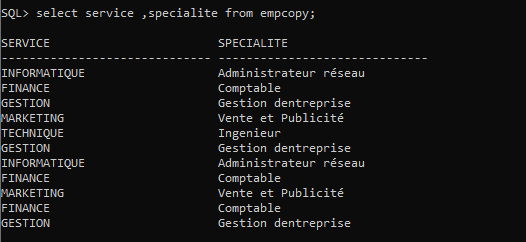 SQL> select service ,specialite from empcopy;
SERVICE SPECIALITE
------------------------------ ------------------------------
INFORMATIQUE Administrateur réseau
FINANCE Comptable
GESTION Gestion dentreprise
MARKETING Vente et Publicité
TECHNIQUE Ingenieur
GESTION Gestion dentreprise
INFORMATIQUE Administrateur réseau
FINANCE Comptable
MARKETING Vente et Publicité
FINANCE Comptable
GESTION Gestion dentreprise